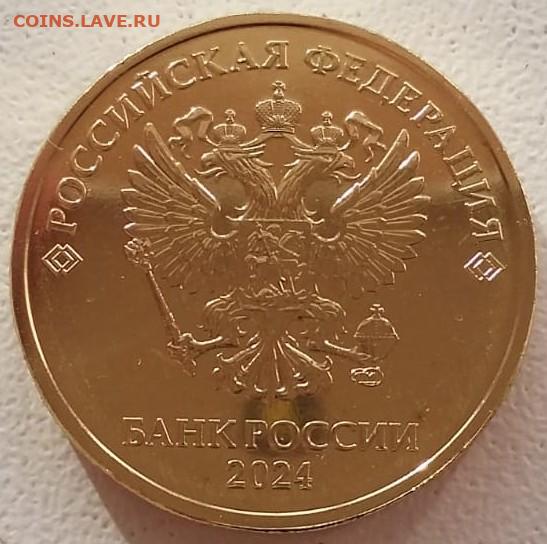 COINS.LAVE.RU
РОССИЙСКАЯ ФЕДЕРАЦИЯ
БАНК РОССИИ
2024